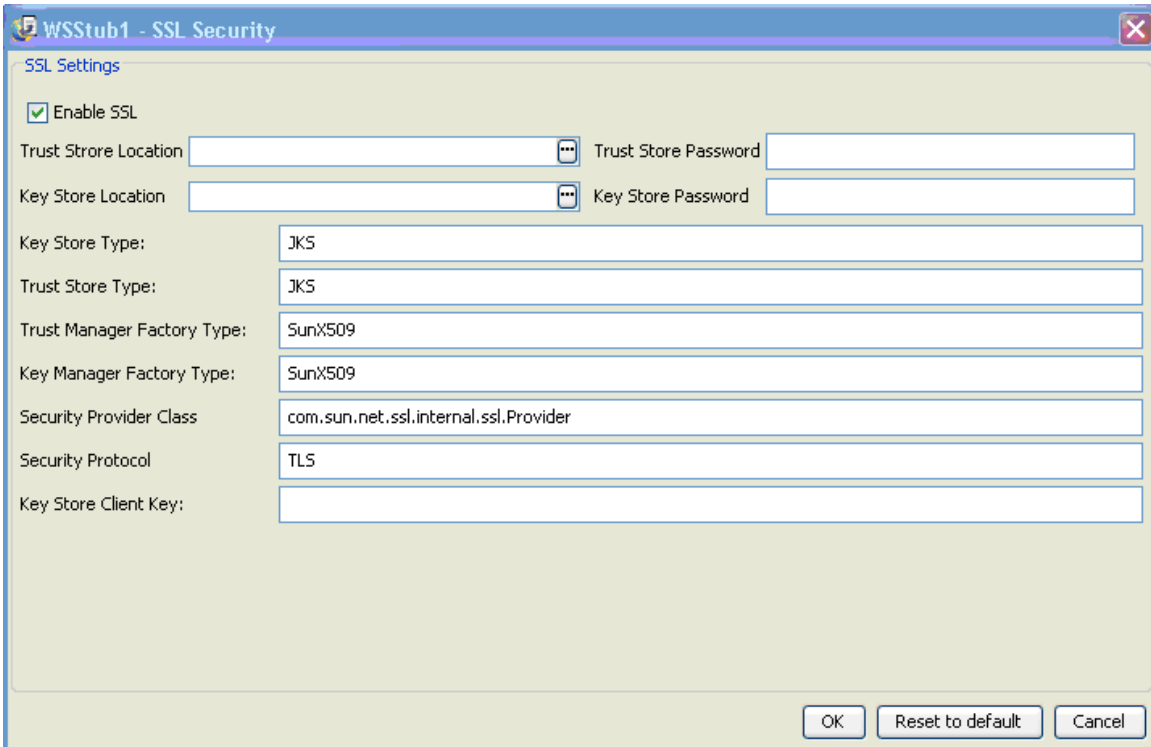 WSStub1 - SSL Security
SSL Settings
Enable SSL
Trust Strore Location Trust Store Password
Key Store Location Key Store Password
Key Store Type: JKS
Trust Store Type: JKS
Trust Manager Factory Type: SunX509
Key Manager Factory Type: SunX509
Security Provider Class com.sun.net.ssl.internal.ssl.Provider
Security Protocol TLS
Key Store Client Key:
OK Reset to default Cancel